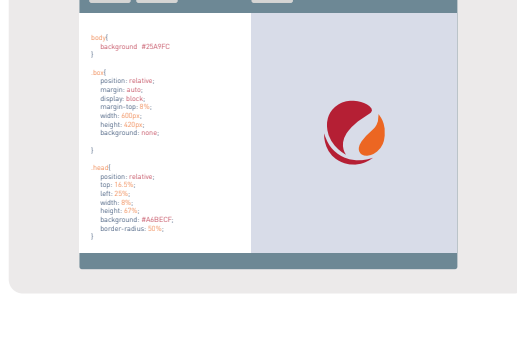 body{
background #25A9FC
}
.box{
position: relative;
margin: auto;
display: block;
margin-top: 8%;
width: 600px;
height: 420px;
background: none;
}
.head{
position: relative;
top: 16.5%;
left: 25%;
width: 8%;
height: 67%;
background: #A6BECF;
border-radius: 50%;
}